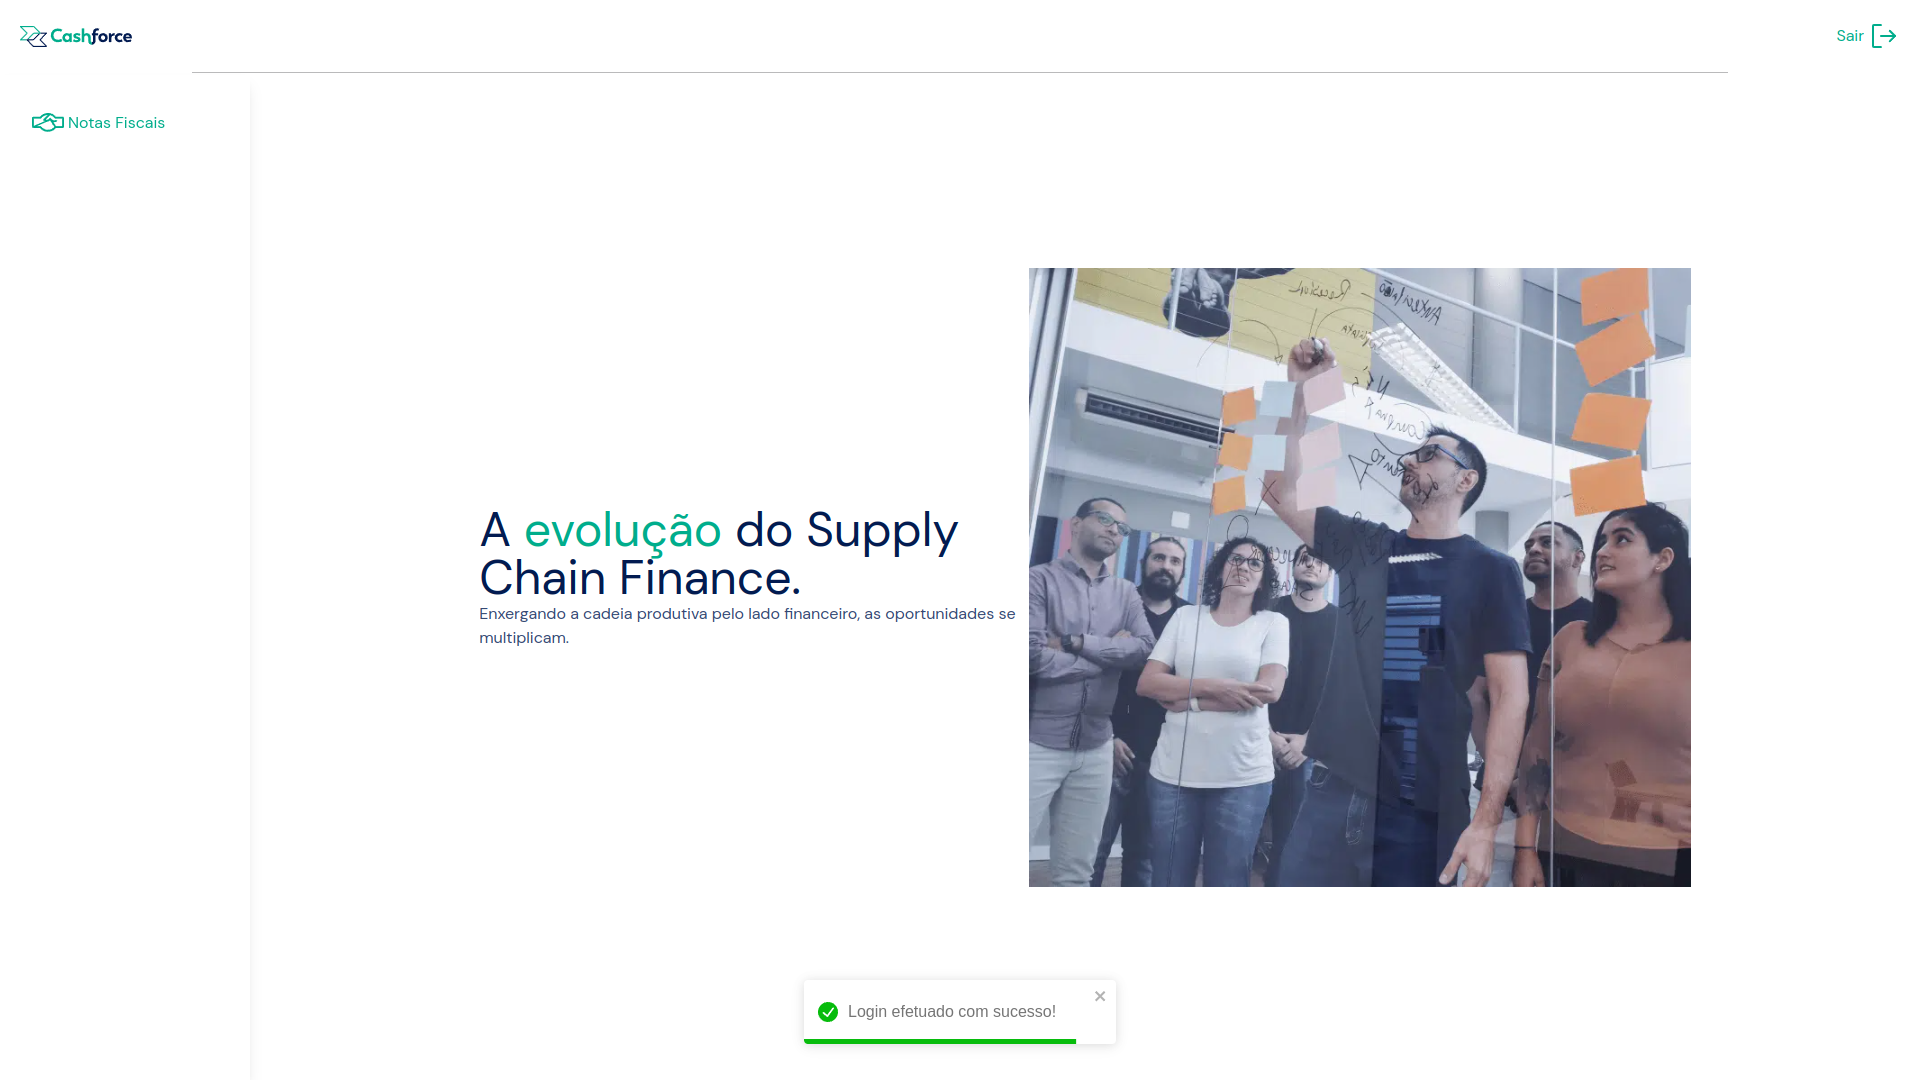 Cashforce
Sair
Notas Fiscais
A evolução do Supply
Chain Finance.
Enxergando a cadeia produtiva pelo lado financeiro, as oportunidades se
multiplicam.
Login efetuado com sucesso!